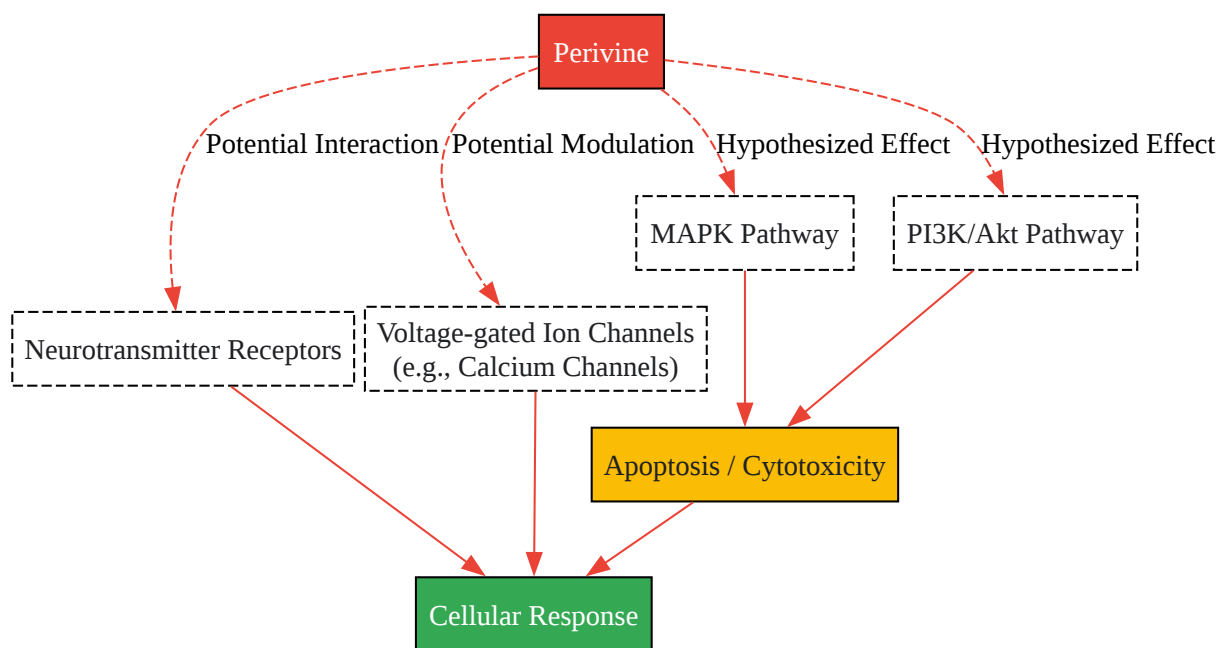 Perivine
Potential Interaction
Potential Modulation
Hypothesized Effect
Hypothesized Effect
MAPK Pathway
PI3K/Akt Pathway
Neurotransmitter Receptors
Voltage-gated Ion Channels
(e.g., Calcium Channels)
Apoptosis / Cytotoxicity
Cellular Response